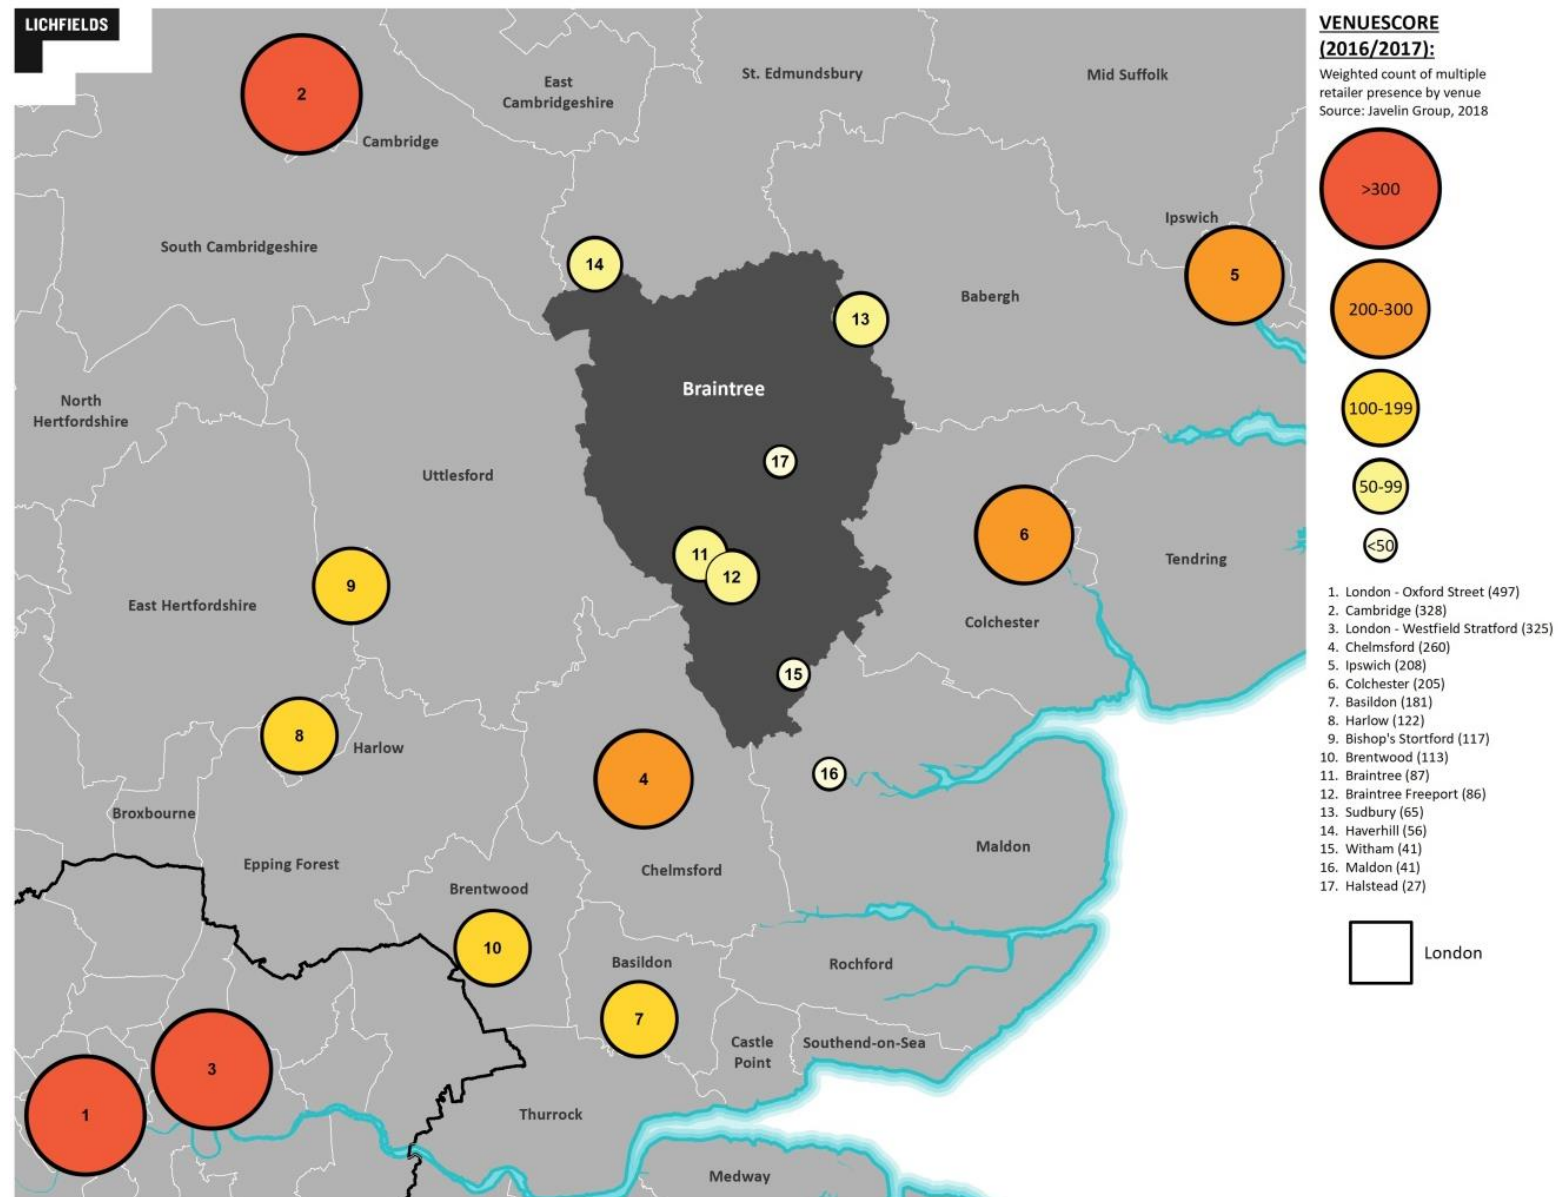 LICHFIELDS
2
East
Cambridgeshire
St. Edmundsbury
Mid Suffolk
Cambridge
South Cambridgeshire
14
Ipswich
5
13
Babergh
Braintree
North
Hertfordshire
Uttlesford
17
6
11
12
Tendring
9
East Hertfordshire
Colchester
15
8
Harlow
4
16
Broxbourne
Epping Forest
Chelmsford
Maldon
Brentwood
10
Basildon
Rochford
7
Castle
Point
Southend-on-Sea
3
1
Thurrock
Medway
VENUESCORE
(2016/2017):
Weighted count of multiple
retailer presence by venue
Source: Javelin Group, 2018
>300
200-300
100-199
50-99
<50
1. London - Oxford Street (497)
2. Cambridge (328)
3. London - Westfield Stratford (325)
4. Chelmsford (260)
5. Ipswich (208)
6. Colchester (205)
7. Basildon (181)
8. Harlow (122)
9. Bishop's Stortford (117)
10. Brentwood (113)
11. Braintree (87)
12. Braintree Freeport (86)
13. Sudbury (65)
14. Haverhill (56)
15. Witham (41)
16. Maldon (41)
17. Halstead (27)
London